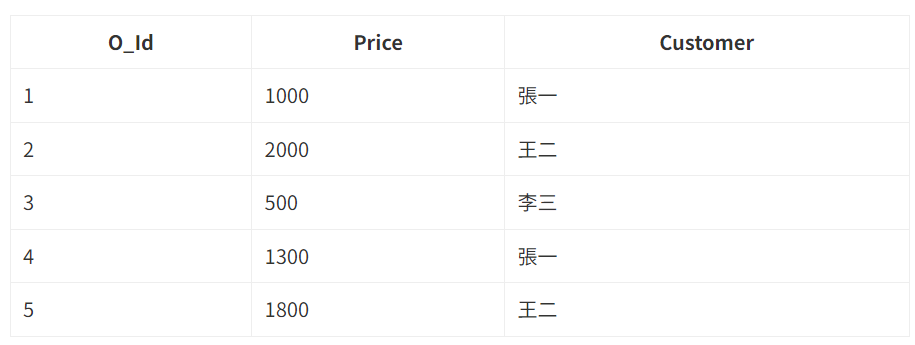 O_Id Price Customer
1 1000 張一
2 2000 王二
3 500 李三
4 1300 張一
5 1800 王二